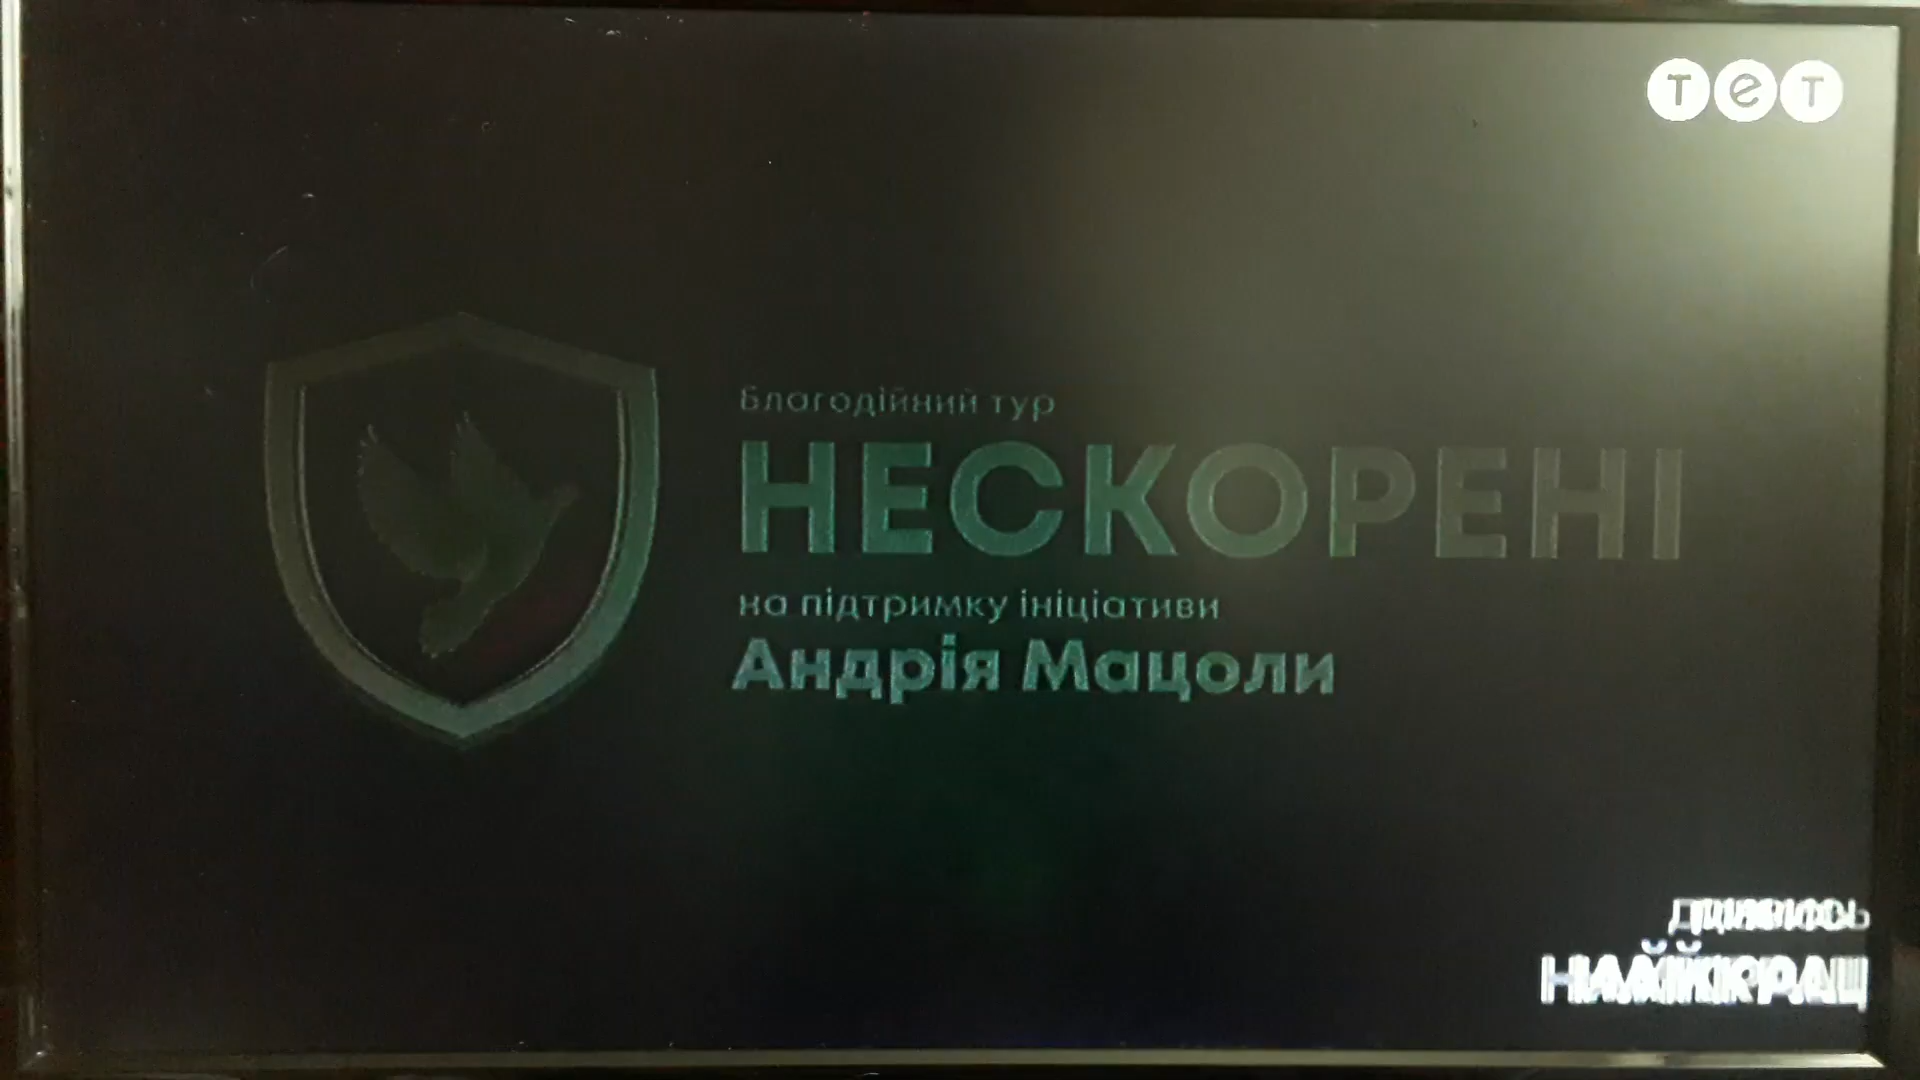 тет
Благодійний тур
НЕСКОРЕНІ
на підтримку ініціативи
Андрія Мацоли